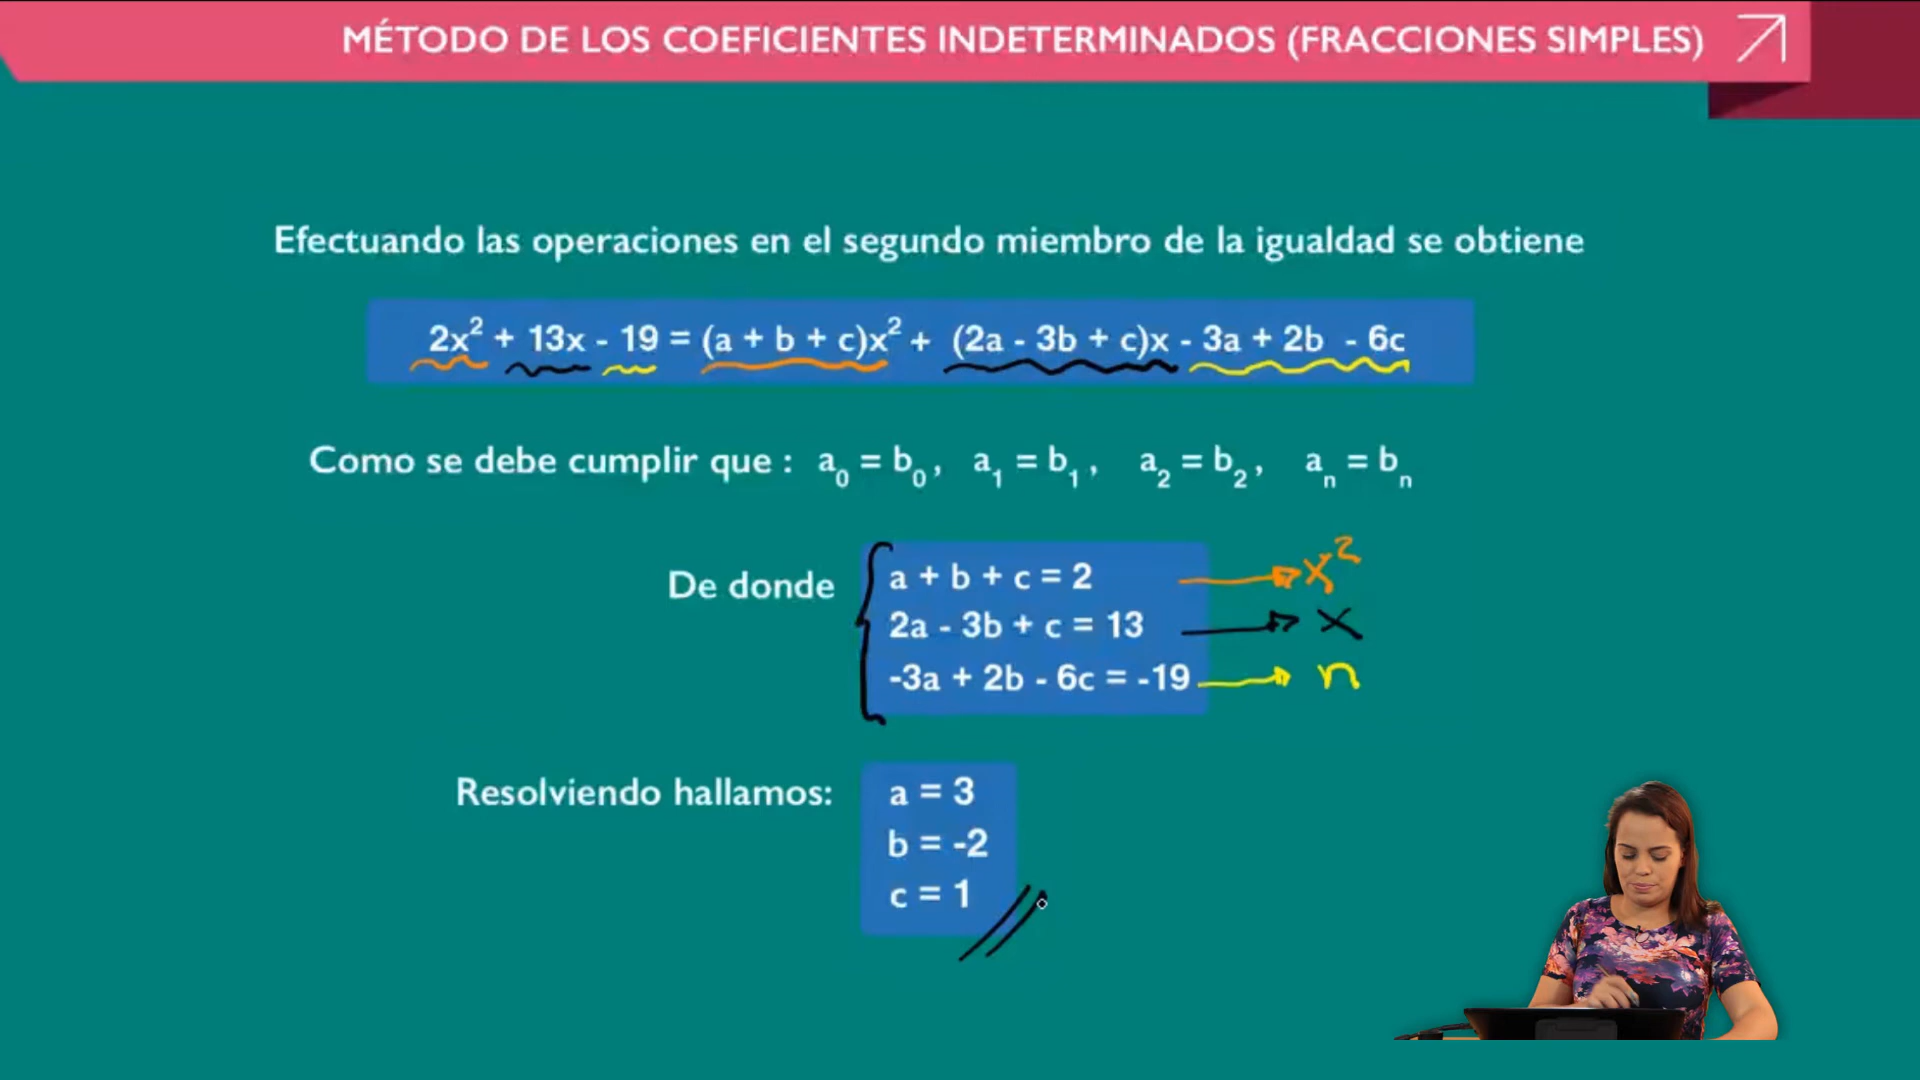 MÉTODO DE LOS COEFICIENTES INDETERMINADOS (FRACCIONES SIMPLES)
Efectuando las operaciones en el segundo miembro de la igualdad se obtiene
2x² + 13x - 19 = (a + b + c)x² + (2a - 3b + c)x - 3a + 2b - 6c
Como se debe cumplir que : a₀ = b₀, a₁ = b₁, a₂ = b₂, aₙ = bₙ
De donde
a + b + c = 2 → x²
2a - 3b + c = 13 → x
-3a + 2b - 6c = -19 → n
Resolviendo hallamos:
a = 3
b = -2
c = 1